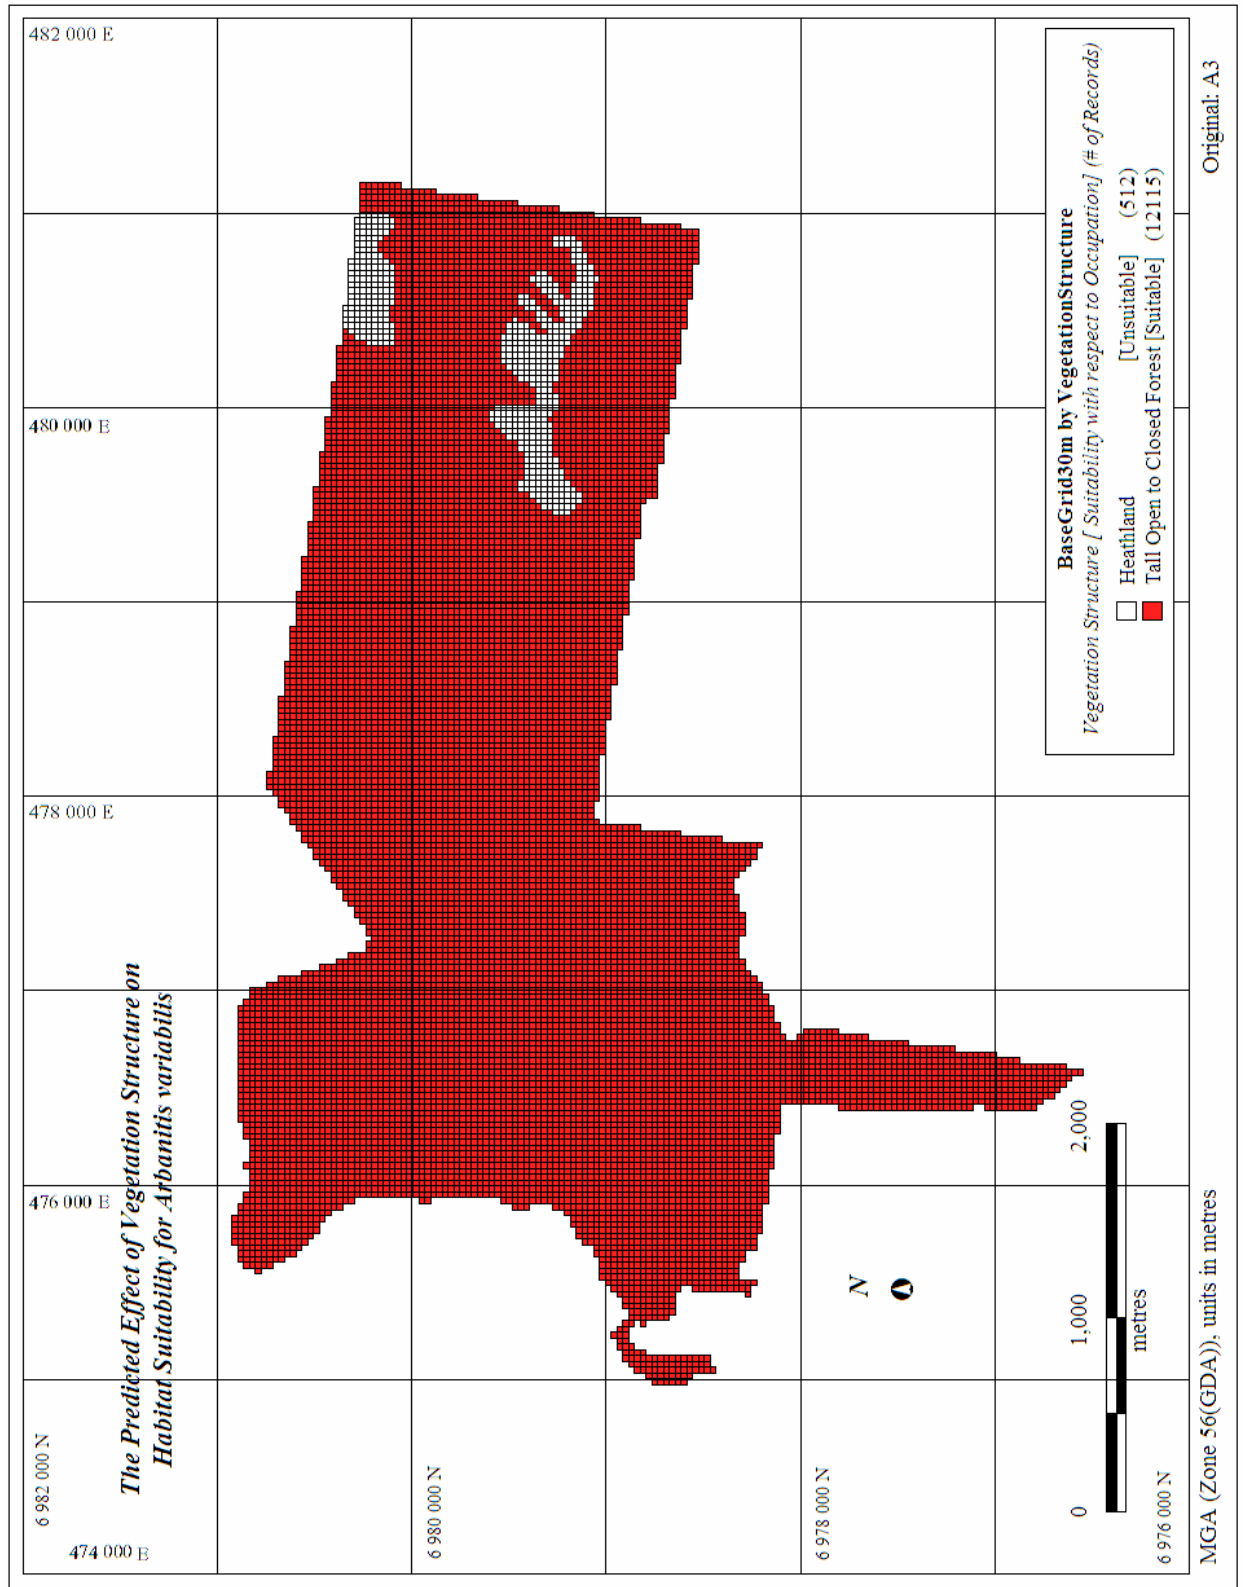 The Predicted Effect of Vegetation Structure on
Habitat Suitability for Arbanitis variabilis
6 982 000 N
6 980 000 N
6 978 000 N
6 976 000 N
474 000 E
476 000 E
478 000 E
480 000 E
482 000 E
N
0 1,000 2,000
metres
BaseGrid30m by VegetationStructure
Vegetation Structure [ Suitability with respect to Occupation] (# of Records)
Heathland [Unsuitable] (512)
Tall Open to Closed Forest [Suitable] (12115)
MGA (Zone 56(GDA)), units in metres
Original: A3